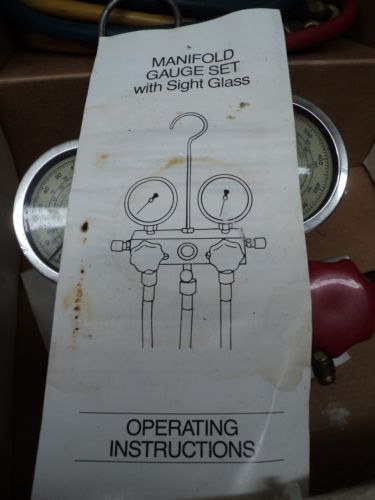 MANIFOLD
GAUGE SET
with Sight Glass
OPERATING
INSTRUCTIONS